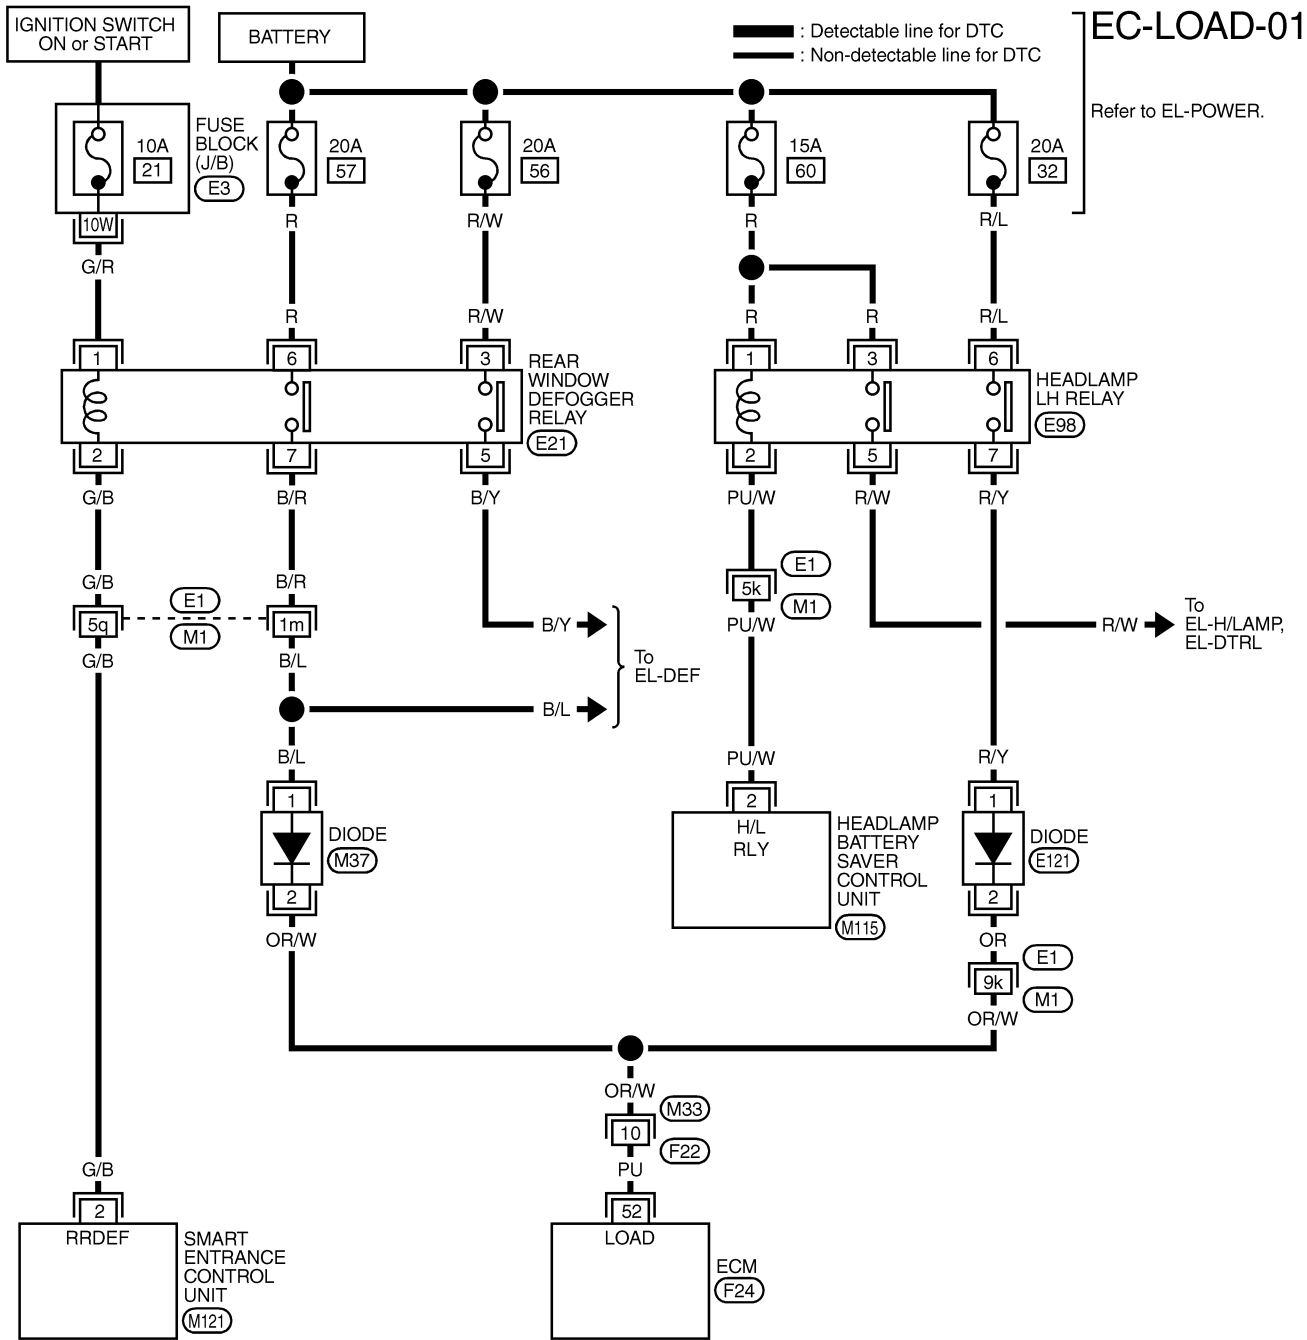 IGNITION SWITCH
ON or START
BATTERY
: Detectable line for DTC
: Non-detectable line for DTC
EC-LOAD-01
Refer to EL-POWER.
10A
21
FUSE
BLOCK
(J/B)
E3
20A
57
20A
56
15A
60
20A
32
10W
G/R
R
R/W
R
R/L
R
R/W
R
R
R/L
1
6
3
REAR
WINDOW
DEFOGGER
RELAY
E21
1
3
6
HEADLAMP
LH RELAY
E98
2
7
5
2
5
7
G/B
B/R
B/Y
PU/W
R/W
R/Y
G/B
B/R
E1
M1
5q
1m
G/B
B/L
B/Y
B/L
To
EL-DEF
E1
5k
M1
PU/W
R/W
To
EL-H/LAMP,
EL-DTRL
B/L
PU/W
R/Y
1
DIODE
M37
2
OR/W
2
H/L
RLY
HEADLAMP
BATTERY
SAVER
CONTROL
UNIT
M115
1
DIODE
E121
2
OR
E1
9k
M1
OR/W
OR/W
M33
10
F22
PU
G/B
2
RRDEF
SMART
ENTRANCE
CONTROL
UNIT
M121
52
LOAD
ECM
F24